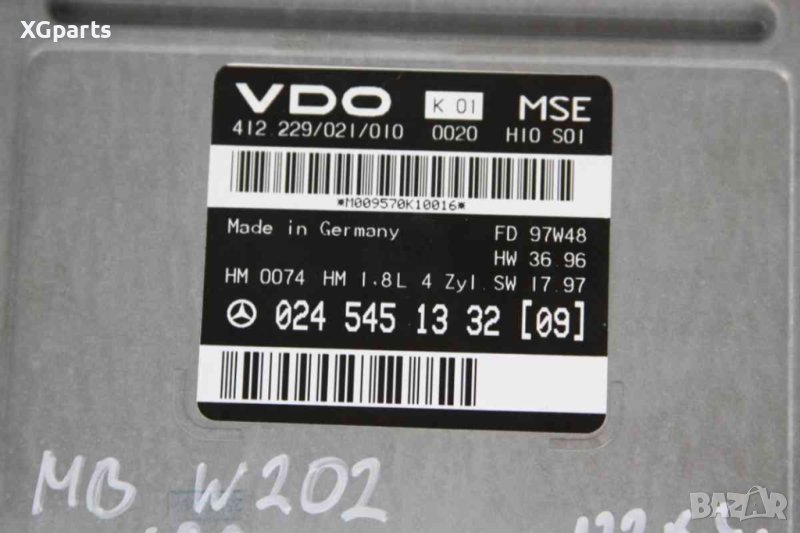 XGparts
VDO K 01 MSE
412.229/021/010 0020 H10 S01
*M009570K10016*
Made in Germany FD 97W48
HW 36.96
HM 0074 HM 1.8L 4 Zyl. SW 17.97
024 545 13 32 [09]
MB W202
BAZAR